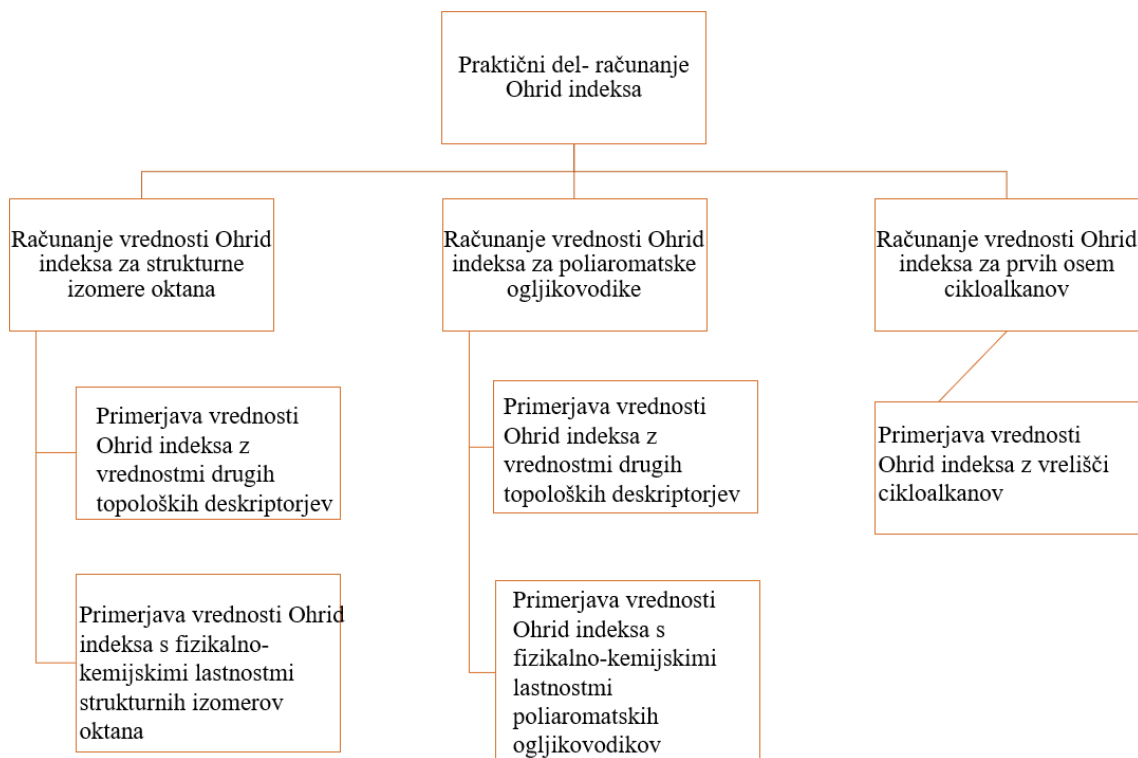 Praktični del- računanje
Ohrid indeksa
Računanje vrednosti Ohrid
indeksa za strukturne
izomere oktana
Računanje vrednosti Ohrid
indeksa za poliaromatske
ogljikovodike
Računanje vrednosti Ohrid
indeksa za prvih osem
cikloalkanov
Primerjava vrednosti
Ohrid indeksa z
vrednostmi drugih
topoloških deskriptorjev
Primerjava vrednosti
Ohrid indeksa z
vrednostmi drugih
topoloških deskriptorjev
Primerjava vrednosti
Ohrid indeksa z vrelišči
cikloalkanov
Primerjava vrednosti Ohrid
indeksa s fizikalno-
kemijskimi lastnostmi
strukturnih izomerov
oktana
Primerjava vrednosti
Ohrid indeksa s
fizikalno-kemijskimi
lastnostmi
poliaromatskih
ogljikovodikov